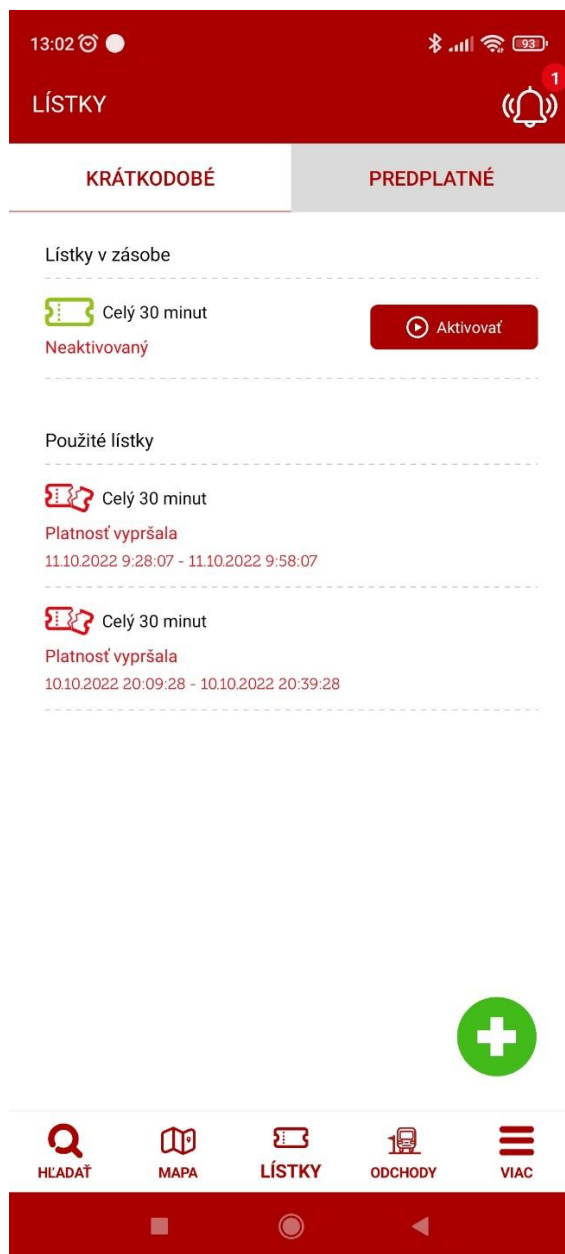 13:02
93
LÍSTKY
1
KRÁTKODOBÉ
PREDPLATNÉ
Lístky v zásobe
Celý 30 minut
Aktivovať
Neaktivovaný
Použité lístky
Celý 30 minut
Platnosť vypršala
11.10.2022 9:28:07 - 11.10.2022 9:58:07
Celý 30 minut
Platnosť vypršala
10.10.2022 20:09:28 - 10.10.2022 20:39:28
HĽADAŤ
MAPA
LÍSTKY
ODCHODY
VIAC